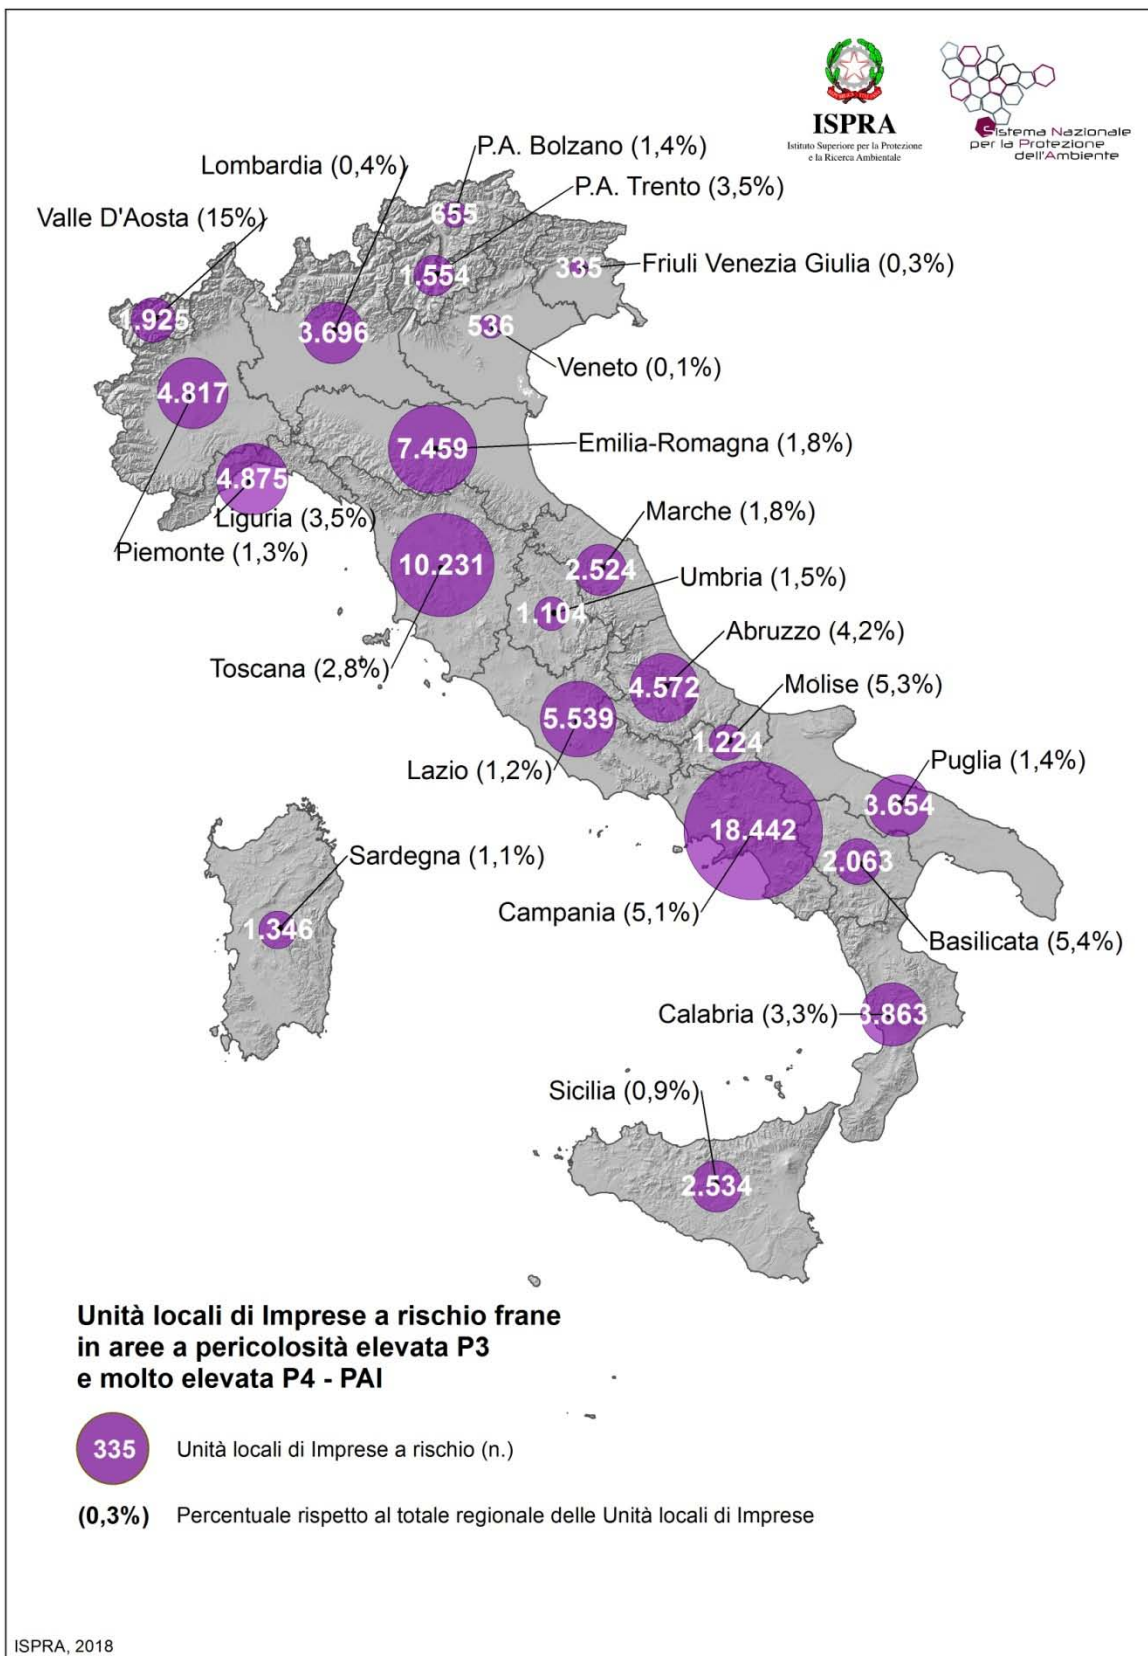 ISPRA
Istituto Superiore per la Protezione
e la Ricerca Ambientale
Sistema Nazionale
per la Protezione
dell'Ambiente
P.A. Bolzano (1,4%)
Lombardia (0,4%)
P.A. Trento (3,5%)
Valle D'Aosta (15%)
655
Friuli Venezia Giulia (0,3%)
335
1.554
1.925
3.696
536
Veneto (0,1%)
4.817
Emilia-Romagna (1,8%)
7.459
4.875
Liguria (3,5%)
Piemonte (1,3%)
Marche (1,8%)
10.231
2.524
Umbria (1,5%)
1.104
Abruzzo (4,2%)
Toscana (2,8%)
4.572
Molise (5,3%)
5.539
1.224
Lazio (1,2%)
Puglia (1,4%)
3.654
18.442
Sardegna (1,1%)
2.063
Campania (5,1%)
1.346
Basilicata (5,4%)
Calabria (3,3%)
3.863
Sicilia (0,9%)
2.534
Unità locali di Imprese a rischio frane
in aree a pericolosità elevata P3
e molto elevata P4 - PAI
335 Unità locali di Imprese a rischio (n.)
(0,3%) Percentuale rispetto al totale regionale delle Unità locali di Imprese
ISPRA, 2018